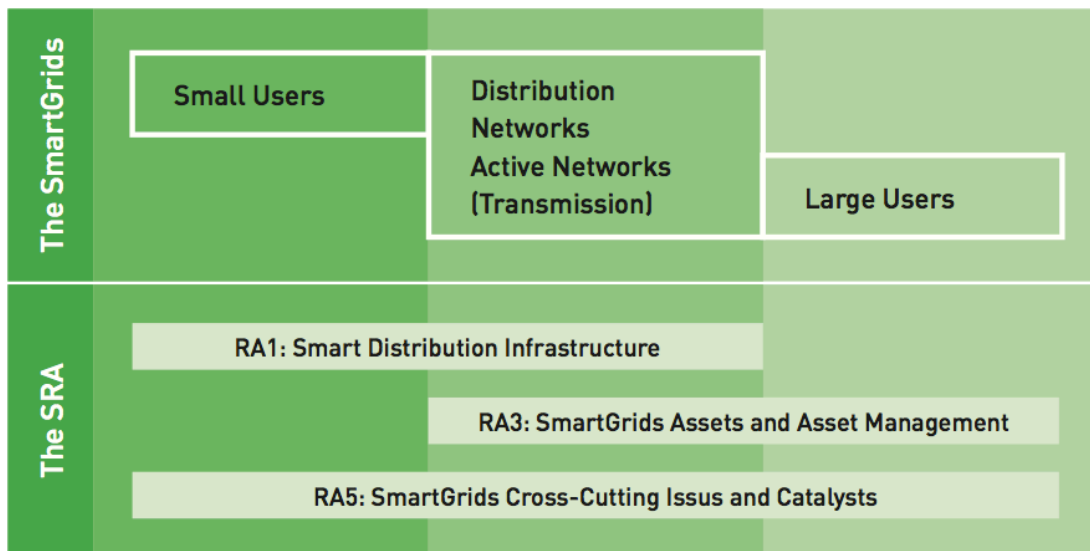 The SmartGrids
Small Users
Distribution
Networks
Active Networks
(Transmission)
Large Users
The SRA
RA1: Smart Distribution Infrastructure
RA3: SmartGrids Assets and Asset Management
RA5: SmartGrids Cross-Cutting Issus and Catalysts